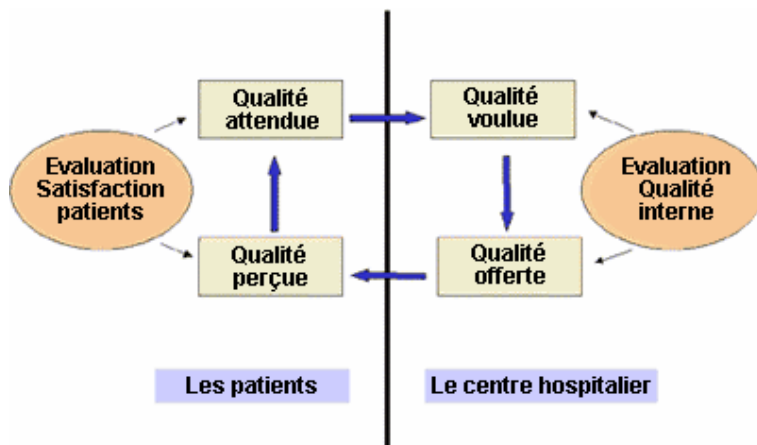 Qualité
attendue
Qualité
voulue
Evaluation
Satisfaction
patients
Evaluation
Qualité
interne
Qualité
perçue
Qualité
offerte
Les patients
Le centre hospitalier